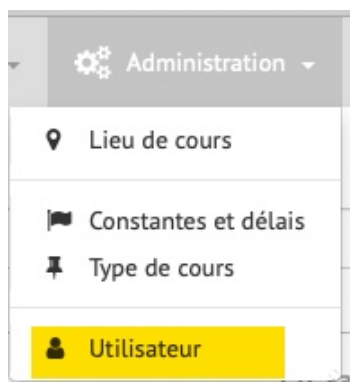 Administration
Lieu de cours
Constantes et délais
Type de cours
Utilisateur